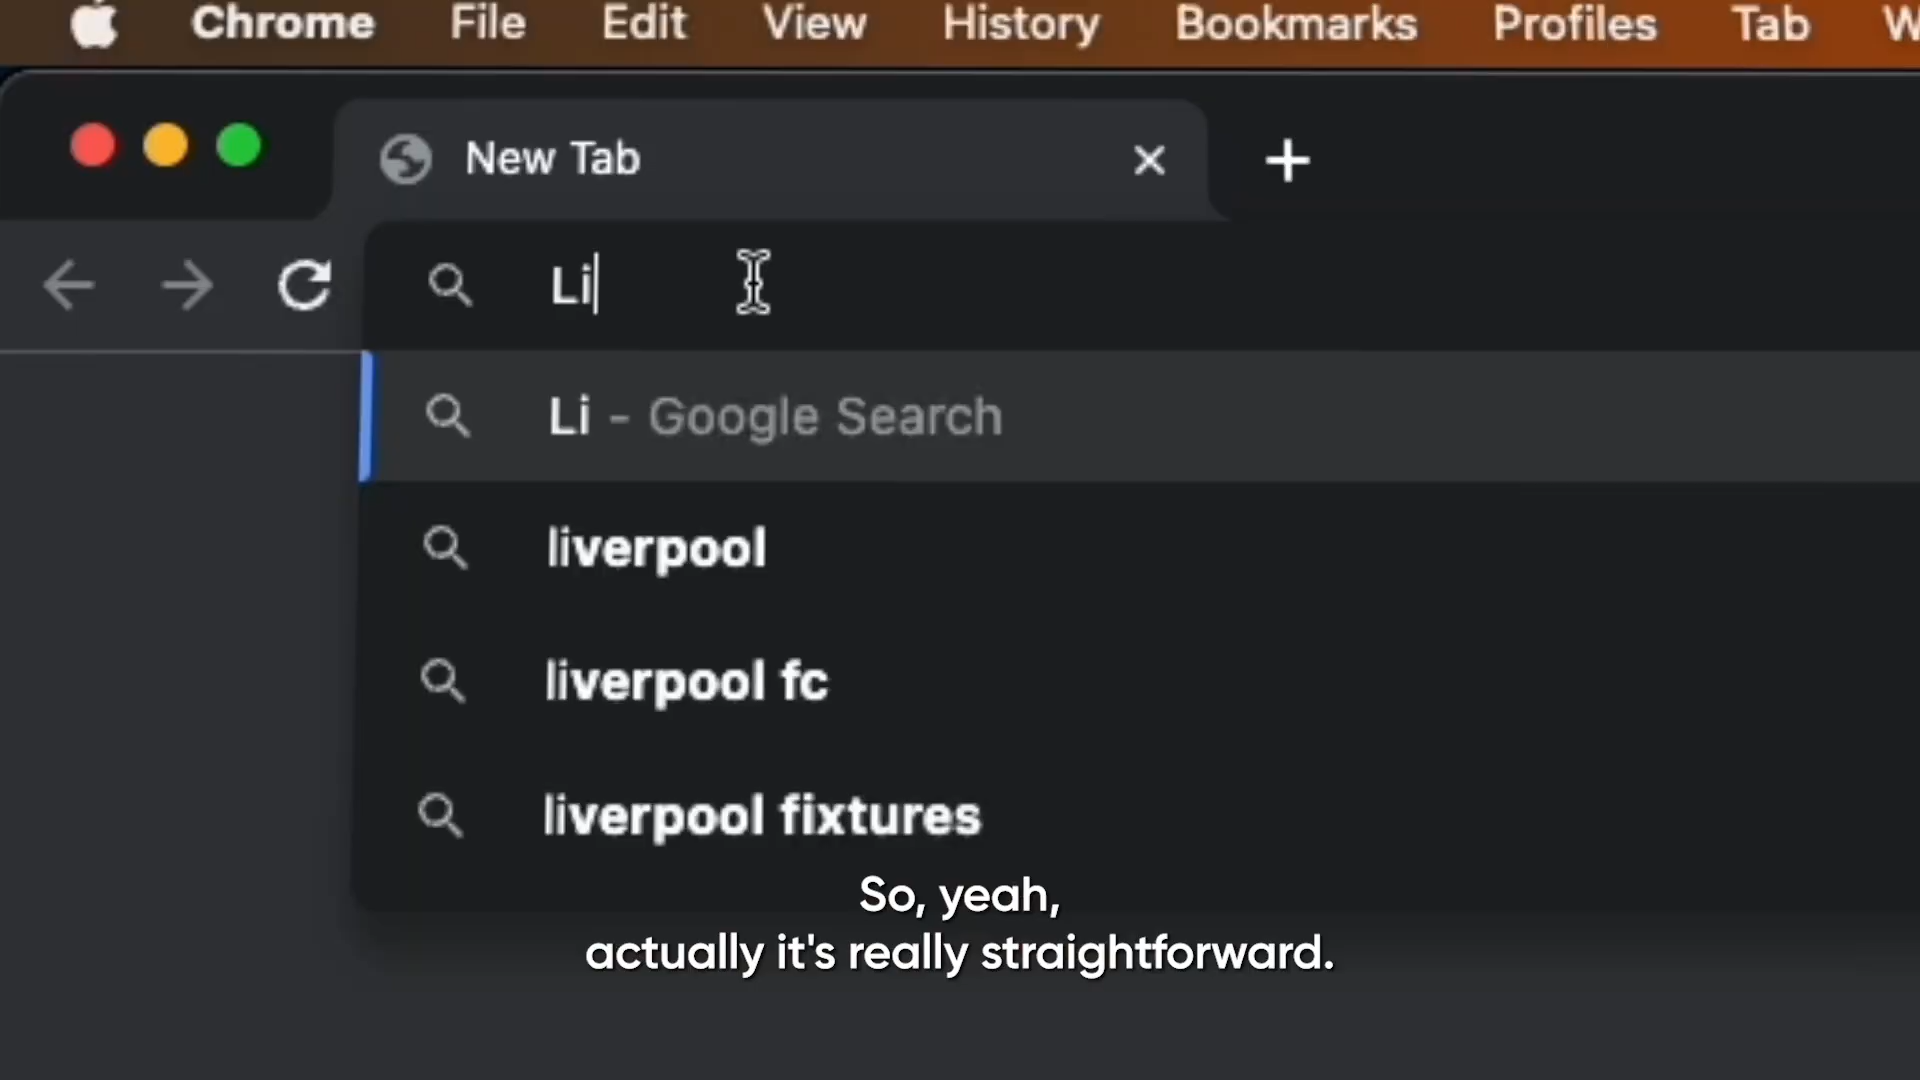 Chrome File Edit View History Bookmarks Profiles Tab
New Tab
Li
Li - Google Search
liverpool
liverpool fc
liverpool fixtures
So, yeah,
actually it's really straightforward.